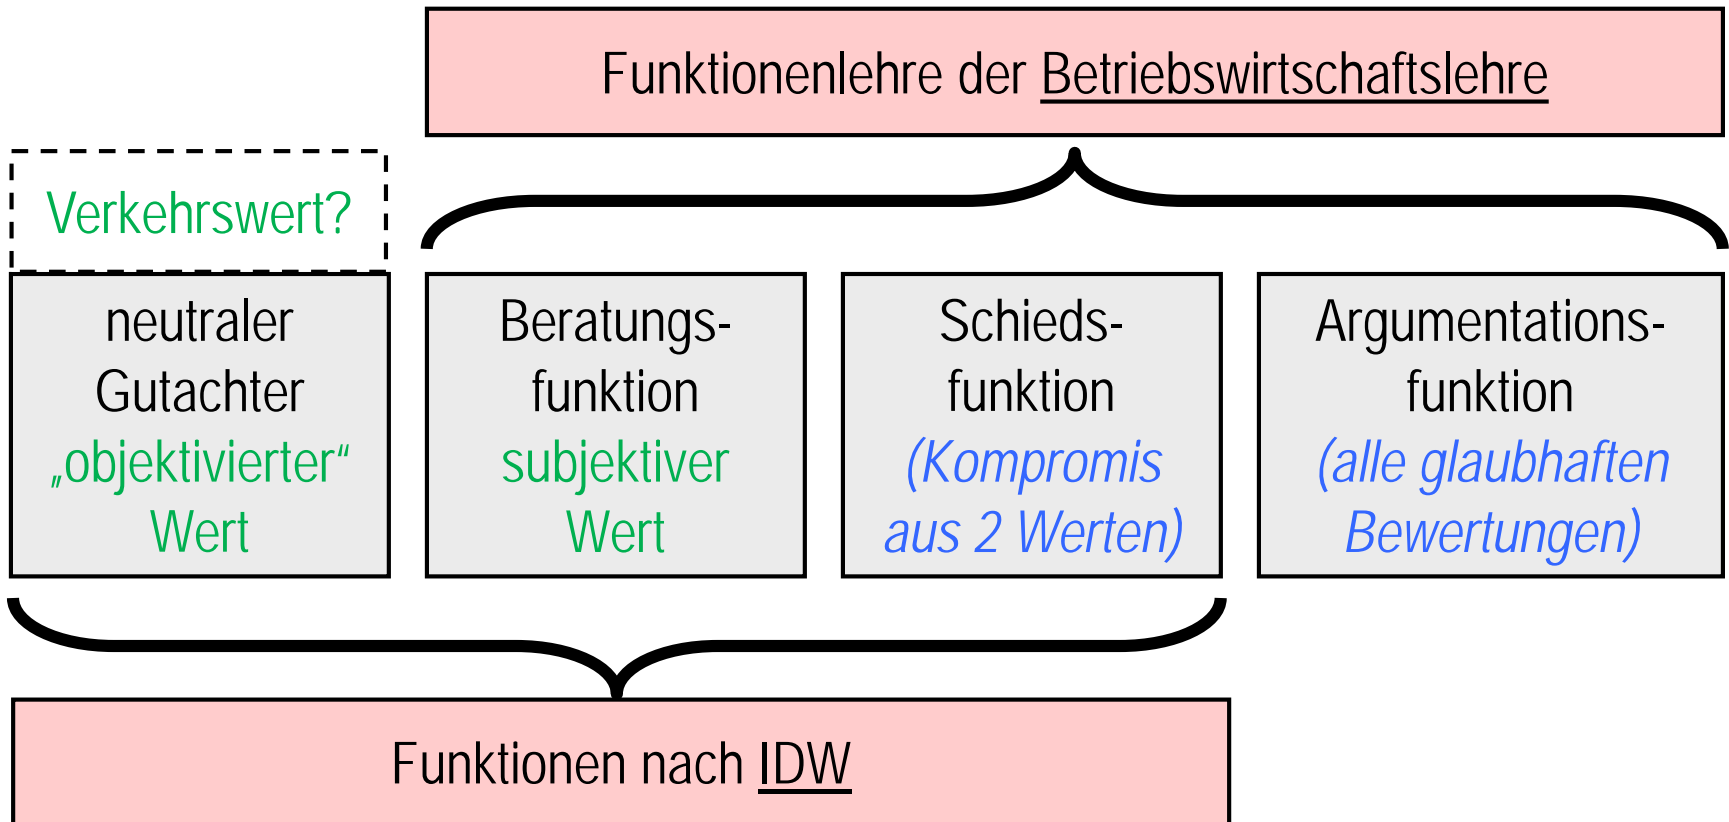 Funktionenlehre der Betriebswirtschaftslehre
Verkehrswert?
neutraler
Gutachter
„objektivierter“
Wert
Beratungs-
funktion
subjektiver
Wert
Schieds-
funktion
(Kompromis
aus 2 Werten)
Argumentations-
funktion
(alle glaubhaften
Bewertungen)
Funktionen nach IDW